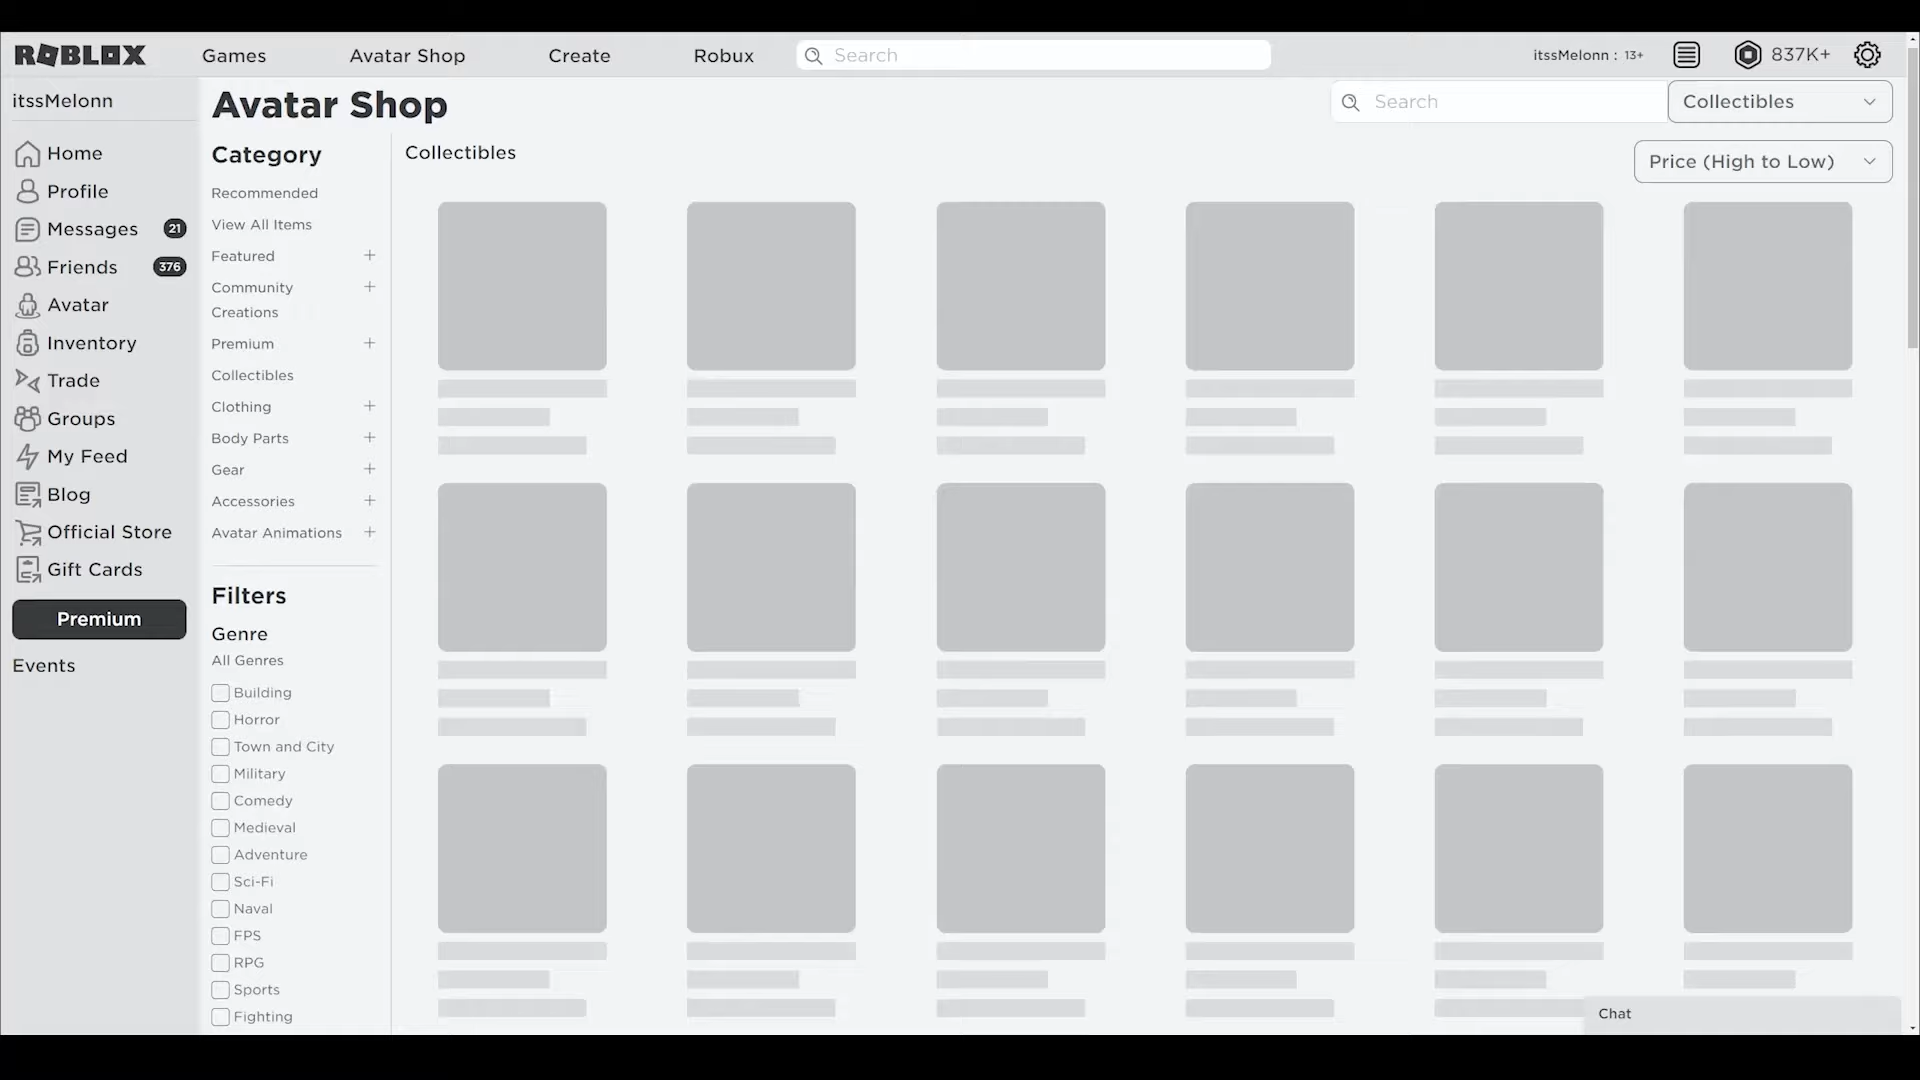 ROBLOX
Games
Avatar Shop
Create
Robux
Search
itssMelonn : 13+
837K+
itssMelonn
Home
Profile
Messages 21
Friends 376
Avatar
Inventory
Trade
Groups
My Feed
Blog
Official Store
Gift Cards
Premium
Events
Avatar Shop
Search
Collectibles
Category
Recommended
View All Items
Featured +
Community +
Creations
Premium +
Collectibles
Clothing +
Body Parts +
Gear +
Accessories +
Avatar Animations +
Filters
Genre
All Genres
Building
Horror
Town and City
Military
Comedy
Medieval
Adventure
Sci-Fi
Naval
FPS
RPG
Sports
Fighting
Collectibles
Price (High to Low)
Chat